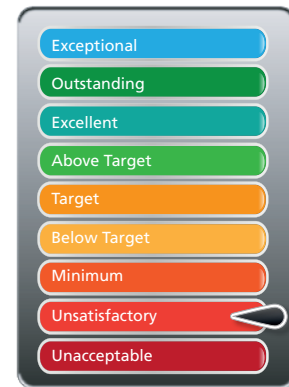 Exceptional
Outstanding
Excellent
Above Target
Target
Below Target
Minimum
Unsatisfactory
Unacceptable